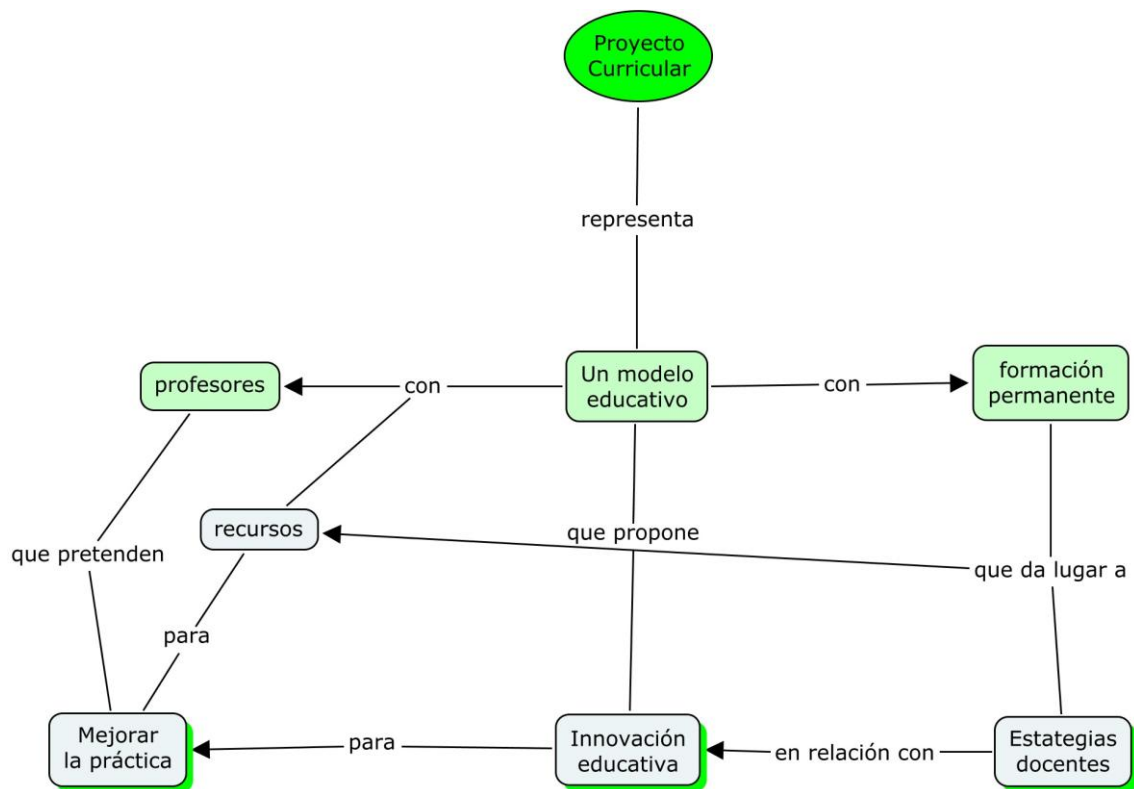 Proyecto
Curricular
representa
profesores
con
Un modelo
educativo
con
formación
permanente
recursos
que pretenden
que propone
que da lugar a
para
Mejorar
la práctica
para
Innovación
educativa
en relación con
Estategias
docentes